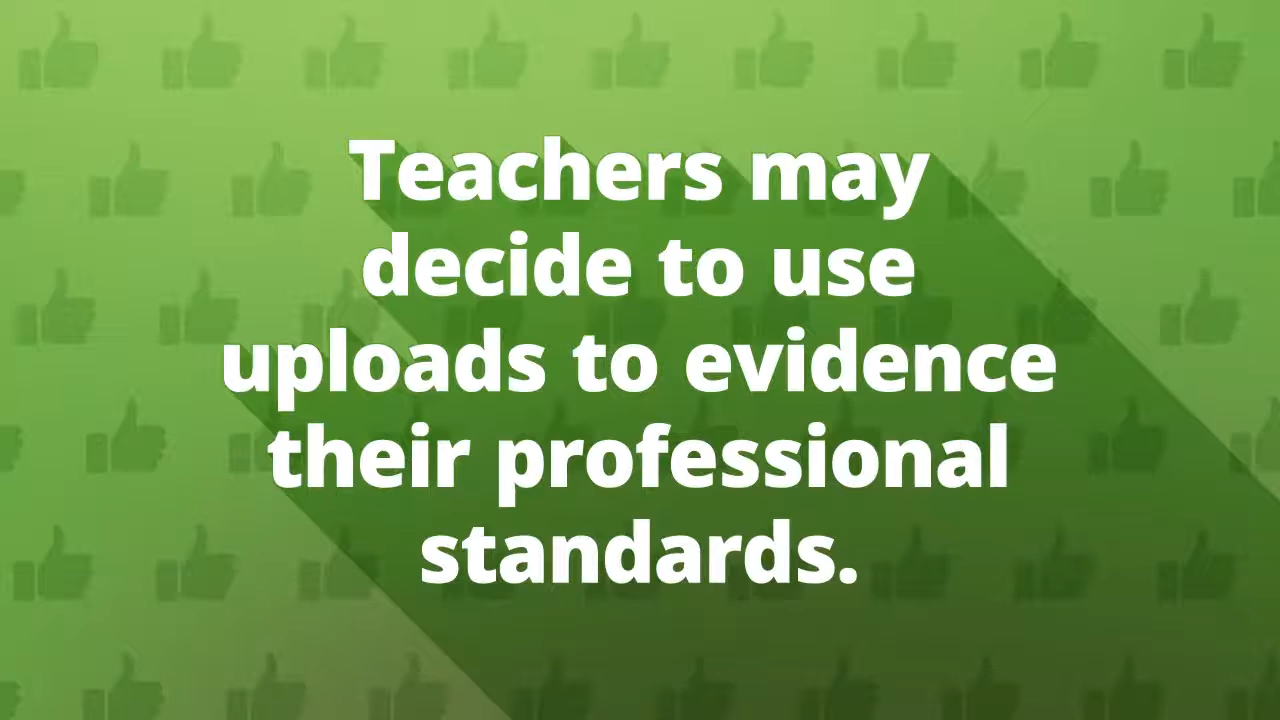 Teachers may
decide to use
uploads to evidence
their professional
standards.